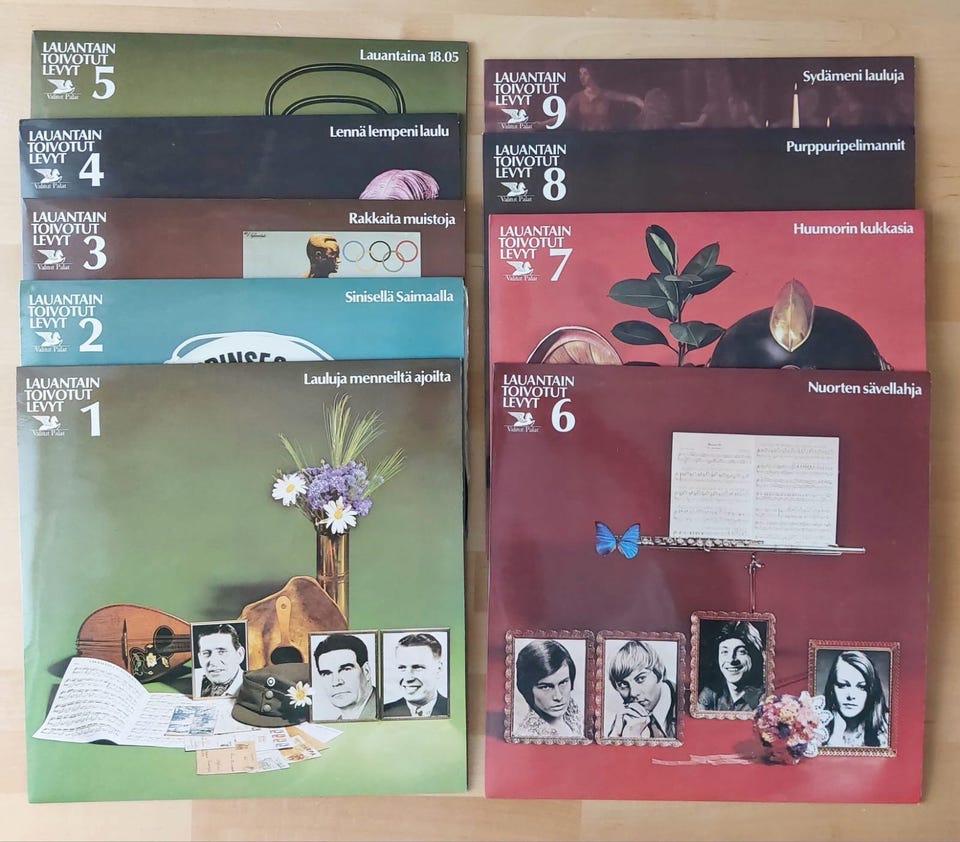 LAUANTAIN
TOIVOTUT
LEVYT 5
Valitut Palat
Lauantaina 18.05
LAUANTAIN
TOIVOTUT
LEVYT 4
Valitut Palat
Lennä lempeni laulu
LAUANTAIN
TOIVOTUT
LEVYT 3
Valitut Palat
Rakkaita muistoja
LAUANTAIN
TOIVOTUT
LEVYT 2
Valitut Palat
Sinisellä Saimaalla
LAUANTAIN
TOIVOTUT
LEVYT 1
Valitut Palat
Lauluja menneiltä ajoilta
LAUANTAIN
TOIVOTUT
LEVYT 9
Valitut Palat
Sydämeni lauluja
LAUANTAIN
TOIVOTUT
LEVYT 8
Valitut Palat
Purppuripelimannit
LAUANTAIN
TOIVOTUT
LEVYT 7
Valitut Palat
Huumorin kukkasia
LAUANTAIN
TOIVOTUT
LEVYT 6
Valitut Palat
Nuorten sävellahja